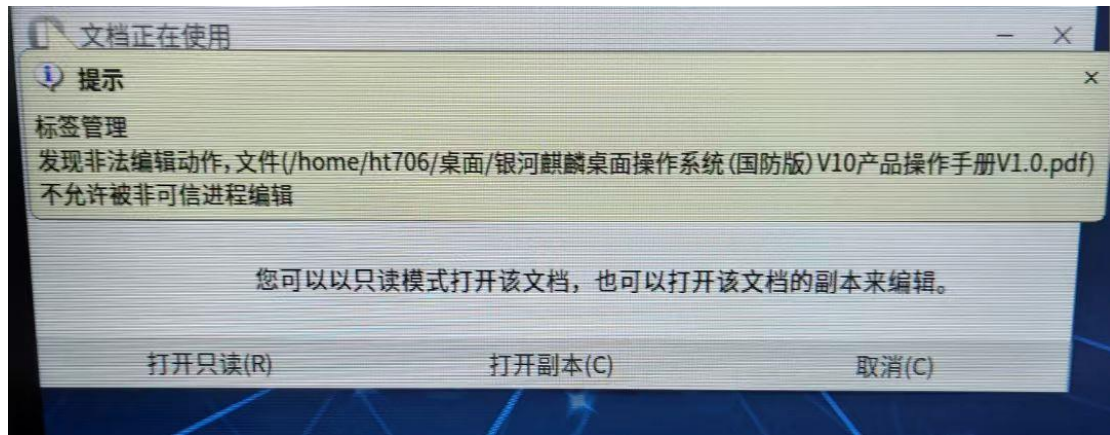 文档正在使用
提示
标签管理
发现非法编辑动作,文件(/home/ht706/桌面/银河麒麟桌面操作系统(国防版)V10产品操作手册V1.0.pdf)
不允许被非可信进程编辑
您可以以只读模式打开该文档，也可以打开该文档的副本来编辑。
打开只读(R)
打开副本(C)
取消(C)